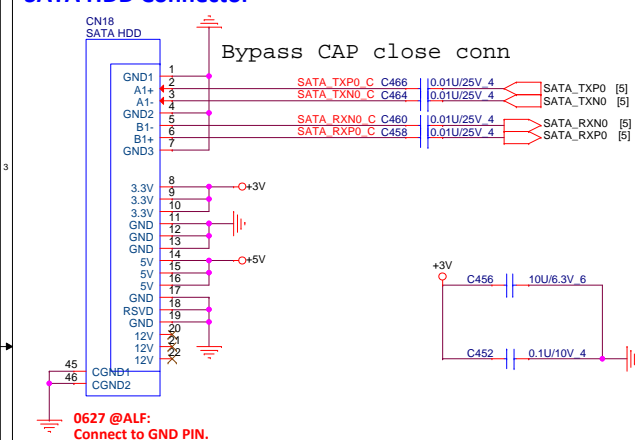 SATA HDD Connector
CN18
SATA HDD
Bypass CAP close conn
GND1 1
A1+ 2 SATA_TXP0_C C466 0.01U/25V_4 SATA_TXP0 [5]
A1- 3 SATA_TXN0_C C464 0.01U/25V_4 SATA_TXN0 [5]
GND2 4
B1- 5 SATA_RXN0_C C460 0.01U/25V_4 SATA_RXN0 [5]
B1+ 6 SATA_RXP0_C C458 0.01U/25V_4 SATA_RXP0 [5]
GND3 7
3
3.3V 8 +3V
3.3V 9
3.3V 10
GND 11
GND 12
GND 13
5V 14 +5V
5V 15
5V 16
GND 17
RSVD 18
GND 19
12V 20
12V 21
12V 22
+3V
C456 10U/6.3V_6
C452 0.1U/10V_4
45 CGND1
46 CGND2
0627 @ALF:
Connect to GND PIN.